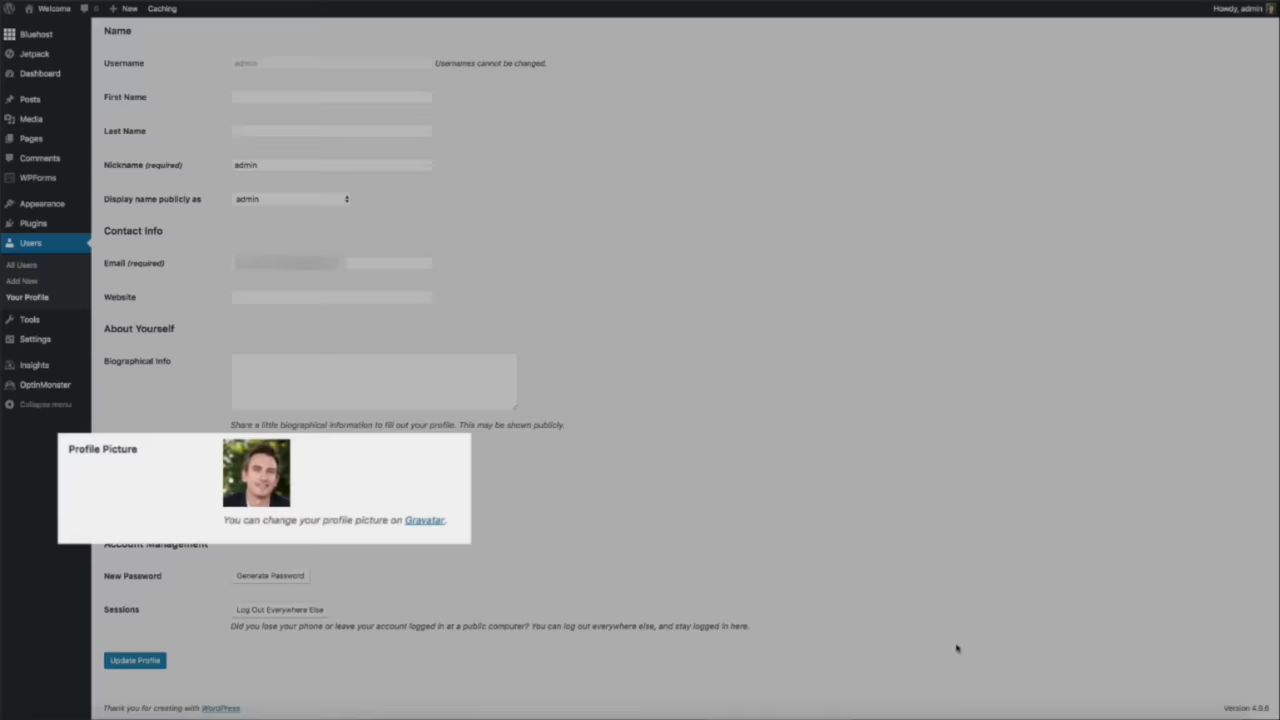 Welcome 0 New Caching Howdy, admin
Bluehost
Jetpack
Dashboard
Posts
Media
Pages
Comments
WPForms
Appearance
Plugins
Users
All Users
Add New
Your Profile
Tools
Settings
Insights
OptinMonster
Collapse menu
Name
Username admin Usernames cannot be changed.
First Name
Last Name
Nickname (required) admin
Display name publicly as admin
Contact Info
Email (required)
Website
About Yourself
Biographical Info
Share a little biographical information to fill out your profile. This may be shown publicly.
Profile Picture
You can change your profile picture on Gravatar.
Account Management
New Password Generate Password
Sessions Log Out Everywhere Else
Did you lose your phone or leave your account logged in at a public computer? You can log out everywhere else, and stay logged in here.
Update Profile
Thank you for creating with WordPress Version 4.9.6